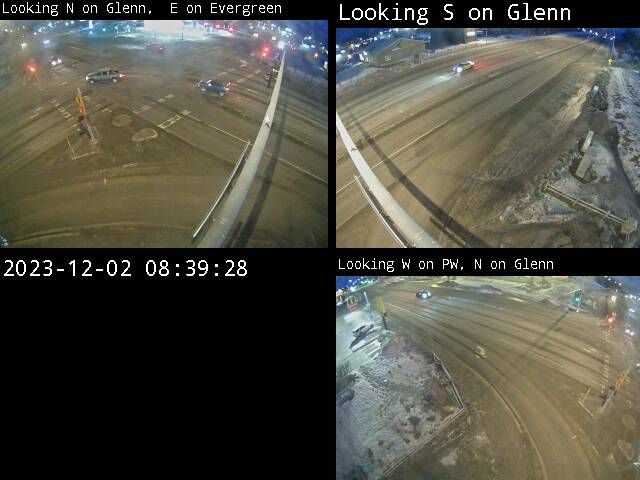 Looking N on Glenn, E on Evergreen
Looking S on Glenn
2023-12-02 08:39:28
Looking W on PW, N on Glenn